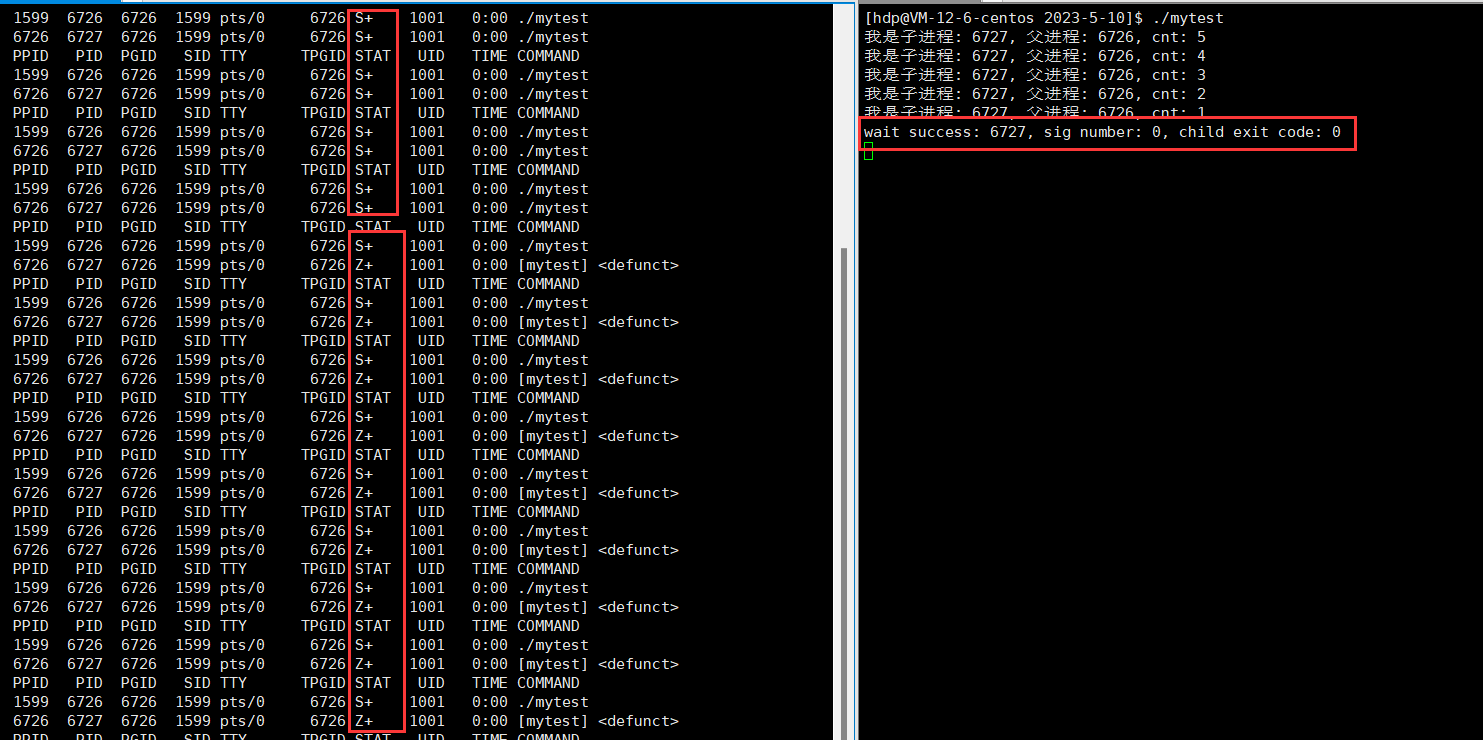 1599 6726 6726 1599 pts/0 6726 S+ 1001 0:00 ./mytest
6726 6727 6726 1599 pts/0 6726 S+ 1001 0:00 ./mytest
PPID PID PGID SID TTY TPGID STAT UID TIME COMMAND
1599 6726 6726 1599 pts/0 6726 S+ 1001 0:00 ./mytest
6726 6727 6726 1599 pts/0 6726 S+ 1001 0:00 ./mytest
PPID PID PGID SID TTY TPGID STAT UID TIME COMMAND
1599 6726 6726 1599 pts/0 6726 S+ 1001 0:00 ./mytest
6726 6727 6726 1599 pts/0 6726 S+ 1001 0:00 ./mytest
PPID PID PGID SID TTY TPGID STAT UID TIME COMMAND
1599 6726 6726 1599 pts/0 6726 S+ 1001 0:00 ./mytest
6726 6727 6726 1599 pts/0 6726 S+ 1001 0:00 ./mytest
PPID PID PGID SID TTY TPGID STAT UID TIME COMMAND
1599 6726 6726 1599 pts/0 6726 S+ 1001 0:00 ./mytest
6726 6727 6726 1599 pts/0 6726 Z+ 1001 0:00 [mytest] <defunct>
PPID PID PGID SID TTY TPGID STAT UID TIME COMMAND
1599 6726 6726 1599 pts/0 6726 S+ 1001 0:00 ./mytest
6726 6727 6726 1599 pts/0 6726 Z+ 1001 0:00 [mytest] <defunct>
PPID PID PGID SID TTY TPGID STAT UID TIME COMMAND
1599 6726 6726 1599 pts/0 6726 S+ 1001 0:00 ./mytest
6726 6727 6726 1599 pts/0 6726 Z+ 1001 0:00 [mytest] <defunct>
PPID PID PGID SID TTY TPGID STAT UID TIME COMMAND
1599 6726 6726 1599 pts/0 6726 S+ 1001 0:00 ./mytest
6726 6727 6726 1599 pts/0 6726 Z+ 1001 0:00 [mytest] <defunct>
PPID PID PGID SID TTY TPGID STAT UID TIME COMMAND
1599 6726 6726 1599 pts/0 6726 S+ 1001 0:00 ./mytest
6726 6727 6726 1599 pts/0 6726 Z+ 1001 0:00 [mytest] <defunct>
PPID PID PGID SID TTY TPGID STAT UID TIME COMMAND
1599 6726 6726 1599 pts/0 6726 S+ 1001 0:00 ./mytest
6726 6727 6726 1599 pts/0 6726 Z+ 1001 0:00 [mytest] <defunct>
PPID PID PGID SID TTY TPGID STAT UID TIME COMMAND
1599 6726 6726 1599 pts/0 6726 S+ 1001 0:00 ./mytest
6726 6727 6726 1599 pts/0 6726 Z+ 1001 0:00 [mytest] <defunct>
PPID PID PGID SID TTY TPGID STAT UID TIME COMMAND
1599 6726 6726 1599 pts/0 6726 S+ 1001 0:00 ./mytest
6726 6727 6726 1599 pts/0 6726 Z+ 1001 0:00 [mytest] <defunct>
PPID PID PGID SID TTY TPGID STAT UID TIME COMMAND
1599 6726 6726 1599 pts/0 6726 S+ 1001 0:00 ./mytest
6726 6727 6726 1599 pts/0 6726 Z+ 1001 0:00 [mytest] <defunct>
PPID PID PGID SID TTY TPGID STAT UID TIME COMMAND
[hdp@VM-12-6-centos 2023-5-10]$ ./mytest
我是子进程: 6727, 父进程: 6726, cnt: 5
我是子进程: 6727, 父进程: 6726, cnt: 4
我是子进程: 6727, 父进程: 6726, cnt: 3
我是子进程: 6727, 父进程: 6726, cnt: 2
我是子进程: 6727, 父进程: 6726, cnt: 1
wait success: 6727, sig number: 0, child exit code: 0